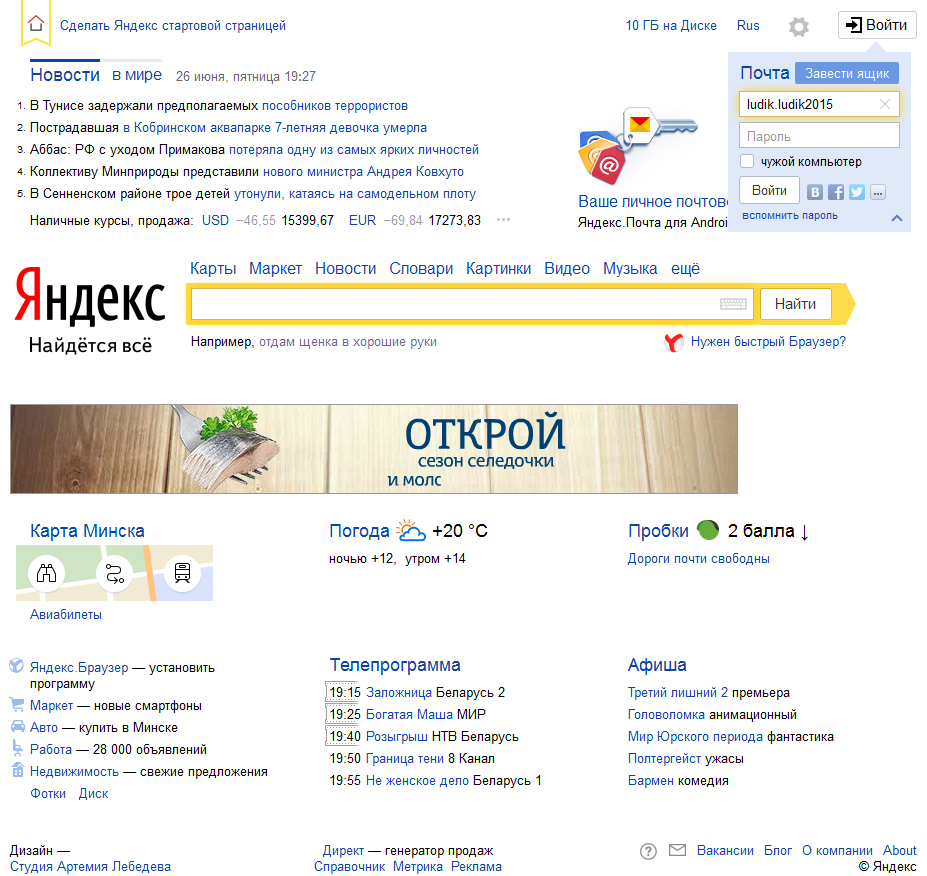 Сделать Яндекс стартовой страницей
10 ГБ на Диске Rus Войти
Новости в мире 26 июня, пятница 19:27
1. В Тунисе задержали предполагаемых пособников террористов
2. Пострадавшая в Кобринском аквапарке 7-летняя девочка умерла
3. Аббас: РФ с уходом Примакова потеряла одну из самых ярких личностей
4. Коллективу Минприроды представили нового министра Андрея Ковхуто
5. В Сенненском районе трое детей утонули, катаясь на самодельном плоту
Наличные курсы, продажа: USD −46,55 15399,67 EUR −69,84 17273,83 ···
@
Ваше личное почтово
Яндекс.Почта для Androi
Почта Завести ящик
ludik.ludik2015
Пароль
чужой компьютер
Войти В f ...
вспомнить пароль
Карты Маркет Новости Словари Картинки Видео Музыка ещё
Яндекс
Найдётся всё
Найти
Например, отдам щенка в хорошие руки
Нужен быстрый Браузер?
ОТКРОЙ
сезон селедочки
и молс
Карта Минска
Авиабилеты
Погода +20 °C
ночью +12, утром +14
Пробки 2 балла ↓
Дороги почти свободны
Яндекс.Браузер — установить
программу
Маркет — новые смартфоны
Авто — купить в Минске
Работа — 28 000 объявлений
Недвижимость — свежие предложения
Фотки Диск
Телепрограмма
19:15 Заложница Беларусь 2
19:25 Богатая Маша МИР
19:40 Розыгрыш НТВ Беларусь
19:50 Граница тени 8 Канал
19:55 Не женское дело Беларусь 1
Афиша
Третий лишний 2 премьера
Головоломка анимационный
Мир Юрского периода фантастика
Полтергейст ужасы
Бармен комедия
Дизайн —
Студия Артемия Лебедева
Директ — генератор продаж
Справочник Метрика Реклама
? Вакансии Блог О компании About
© Яндекс